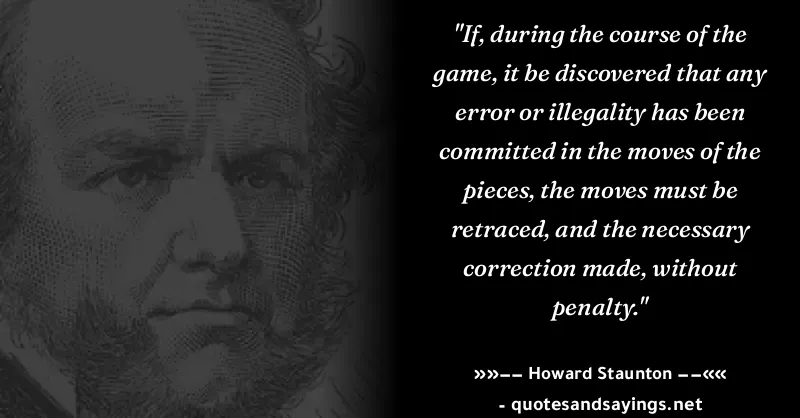 "If, during the course of the
game, it be discovered that any
error or illegality has been
committed in the moves of the
pieces, the moves must be
retraced, and the necessary
correction made, without
penalty."
»»−− Howard Staunton −−««
- quotesandsayings.net